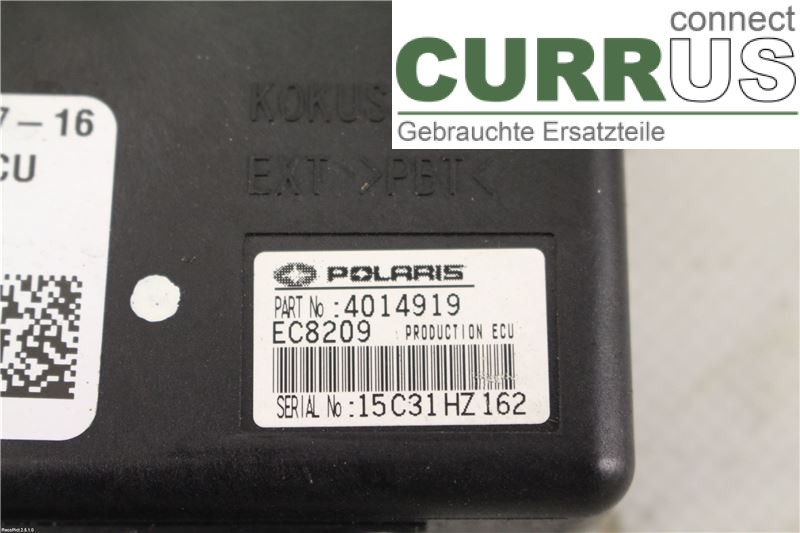 connect
CURRUS
Gebrauchte Ersatzteile
KOKUS
EXT >>PBT<
7-16
CU
POLARIS
PART No :4014919
EC8209 PRODUCTION ECU
SERIAL No :15C31HZ162